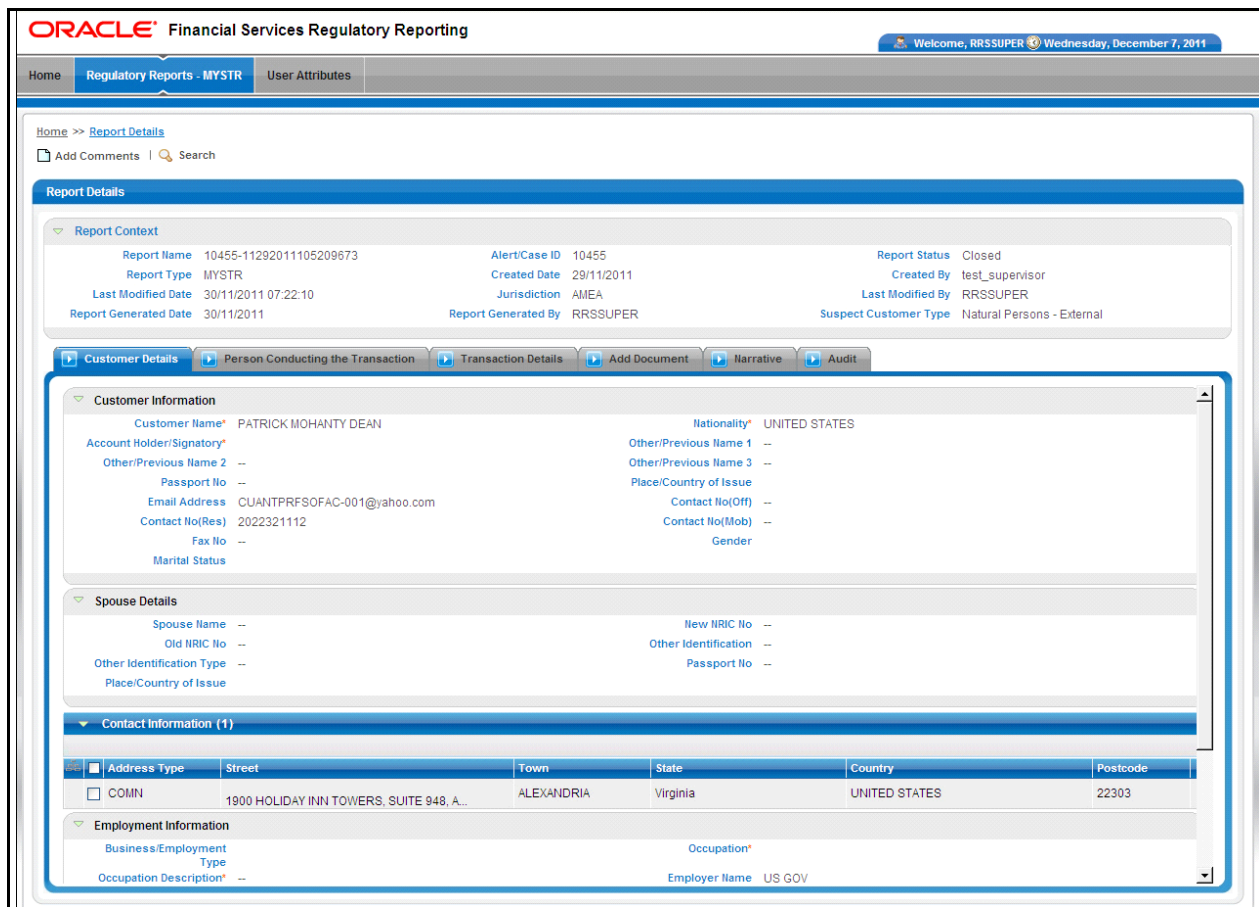 ORACLE® Financial Services Regulatory Reporting
Welcome, RRSSUPER Wednesday, December 7, 2011
Home Regulatory Reports - MYSTR User Attributes
Home >> Report Details
Add Comments | Search
Report Details
Report Context
Report Name 10455-11292011105209673 Alert/Case ID 10455 Report Status Closed
Report Type MYSTR Created Date 29/11/2011 Created By test_supervisor
Last Modified Date 30/11/2011 07:22:10 Jurisdiction AMEA Last Modified By RRSSUPER
Report Generated Date 30/11/2011 Report Generated By RRSSUPER Suspect Customer Type Natural Persons - External
Customer Details Person Conducting the Transaction Transaction Details Add Document Narrative Audit
Customer Information
Customer Name* PATRICK MOHANTY DEAN Nationality* UNITED STATES
Account Holder/Signatory* Other/Previous Name 1 --
Other/Previous Name 2 -- Other/Previous Name 3 --
Passport No -- Place/Country of Issue
Email Address CUANTPRFSOFAC-001@yahoo.com Contact No(Off) --
Contact No(Res) 2022321112 Contact No(Mob) --
Fax No -- Gender
Marital Status
Spouse Details
Spouse Name -- New NRIC No --
Old NRIC No -- Other Identification --
Other Identification Type -- Passport No --
Place/Country of Issue
Contact Information (1)
Address Type Street Town State Country Postcode
COMN 1900 HOLIDAY INN TOWERS, SUITE 948, A... ALEXANDRIA Virginia UNITED STATES 22303
Employment Information
Business/Employment Type Occupation*
Occupation Description* -- Employer Name US GOV